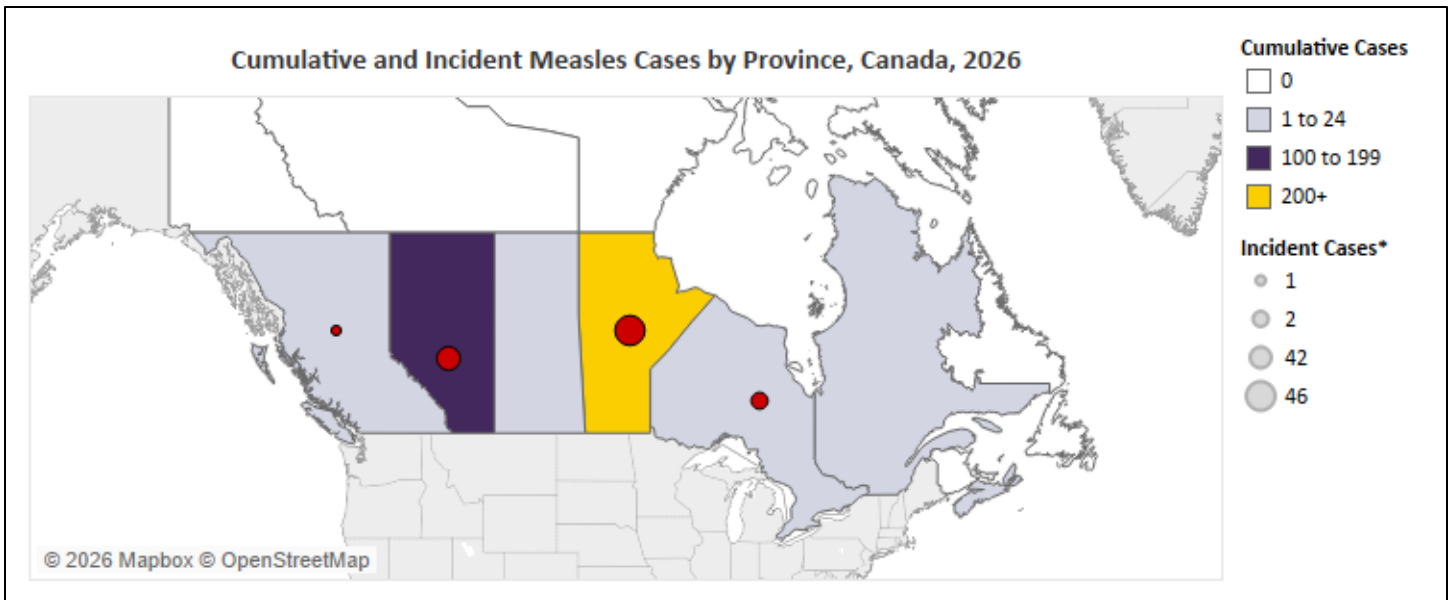 Cumulative and Incident Measles Cases by Province, Canada, 2026
Cumulative Cases
0
1 to 24
100 to 199
200+
Incident Cases*
1
2
42
46
© 2026 Mapbox © OpenStreetMap